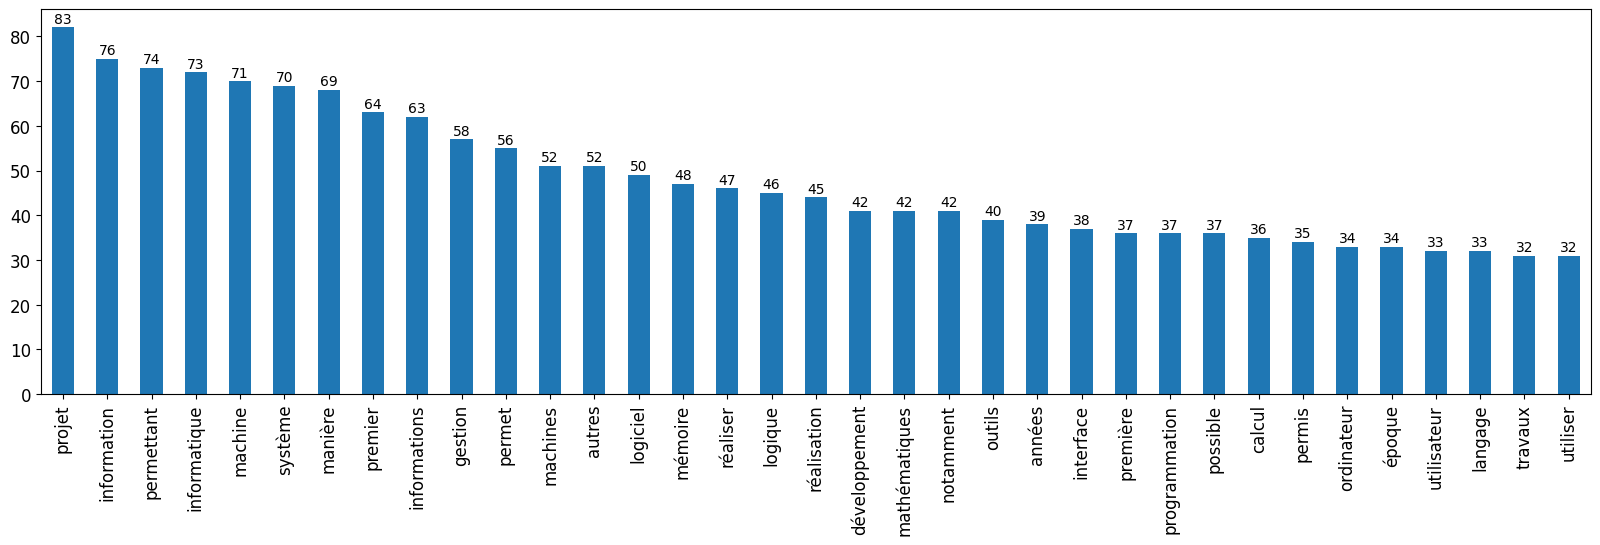 83
76
74
73
71
70
69
64
63
58
56
52
52
50
48
47
46
45
42
42
42
40
39
38
37
37
37
36
35
34
34
33
33
32
32
80
70
60
50
40
30
20
10
0
projet
information
permettant
informatique
machine
système
manière
premier
informations
gestion
permet
machines
autres
logiciel
mémoire
réaliser
logique
réalisation
développement
mathématiques
notamment
outils
années
interface
première
programmation
possible
calcul
permis
ordinateur
époque
utilisateur
langage
travaux
utiliser